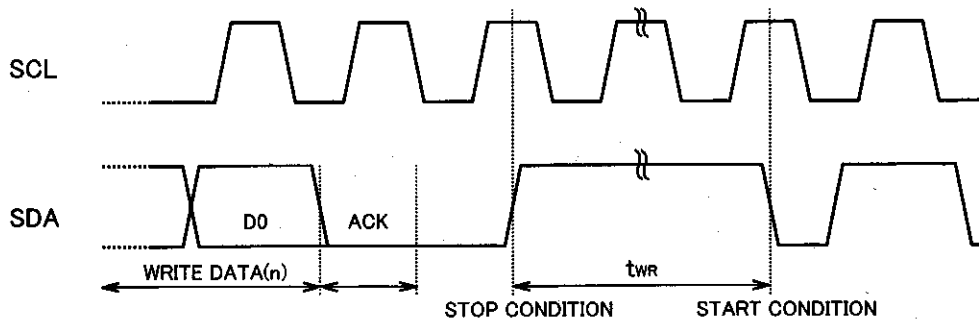 SCL
SDA
D0
ACK
WRITE DATA(n)
tWR
STOP CONDITION
START CONDITION